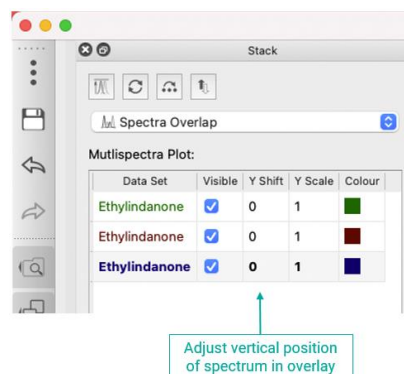 Stack
Spectra Overlap
Mutlispectra Plot:
Data Set Visible Y Shift Y Scale Colour
Ethylindanone 0 1
Ethylindanone 0 1
Ethylindanone 0 1
Adjust vertical position
of spectrum in overlay